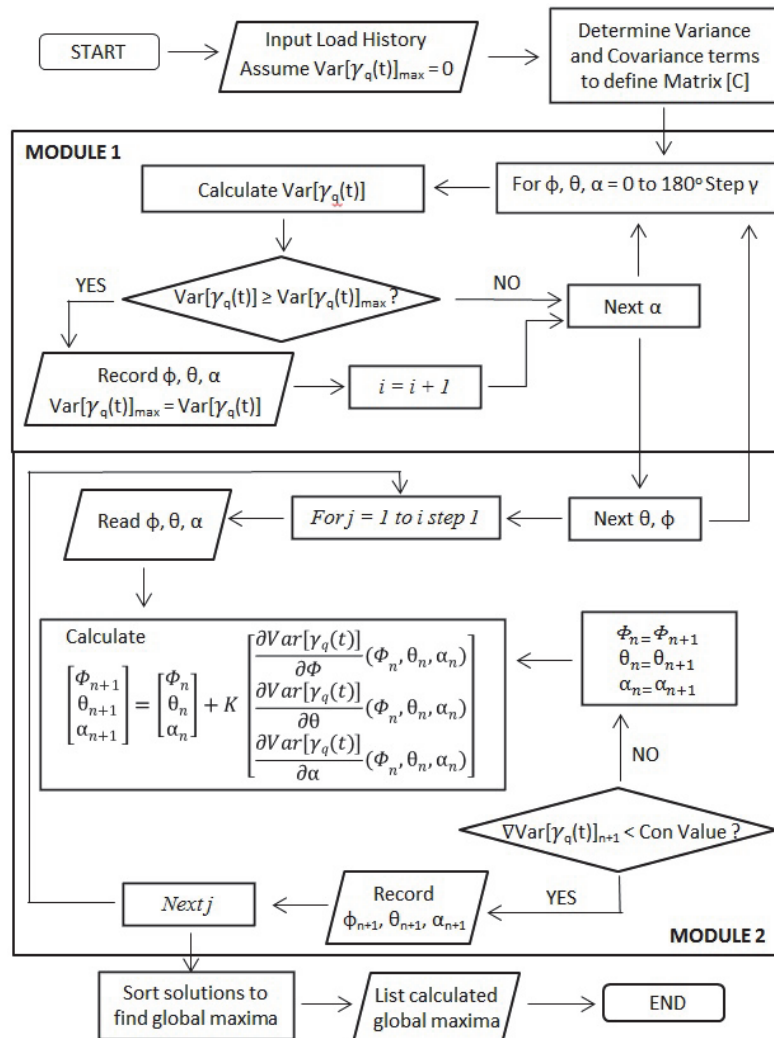 START
Input Load History
Assume Var[γq(t)]max = 0
Determine Variance
and Covariance terms
to define Matrix [C]
MODULE 1
For ϕ, θ, α = 0 to 180º Step γ
Calculate Var[γq(t)]
YES
Var[γq(t)] ≥ Var[γq(t)]max ?
NO
Next α
Record ϕ, θ, α
Var[γq(t)]max = Var[γq(t)]
i = i + 1
Read ϕ, θ, α
For j = 1 to i step 1
Next θ, ϕ
Calculate
[Φn+1 θn+1 αn+1] = [Φn θn αn] + K
∂Var[γq(t)]/∂Φ (Φn, θn, αn)
∂Var[γq(t)]/∂θ (Φn, θn, αn)
∂Var[γq(t)]/∂α (Φn, θn, αn)
Φn= Φn+1
θn= θn+1
αn= αn+1
NO
∇Var[γq(t)]n+1 < Con Value ?
YES
Record
ϕn+1, θn+1, αn+1
Next j
MODULE 2
Sort solutions to
find global maxima
List calculated
global maxima
END